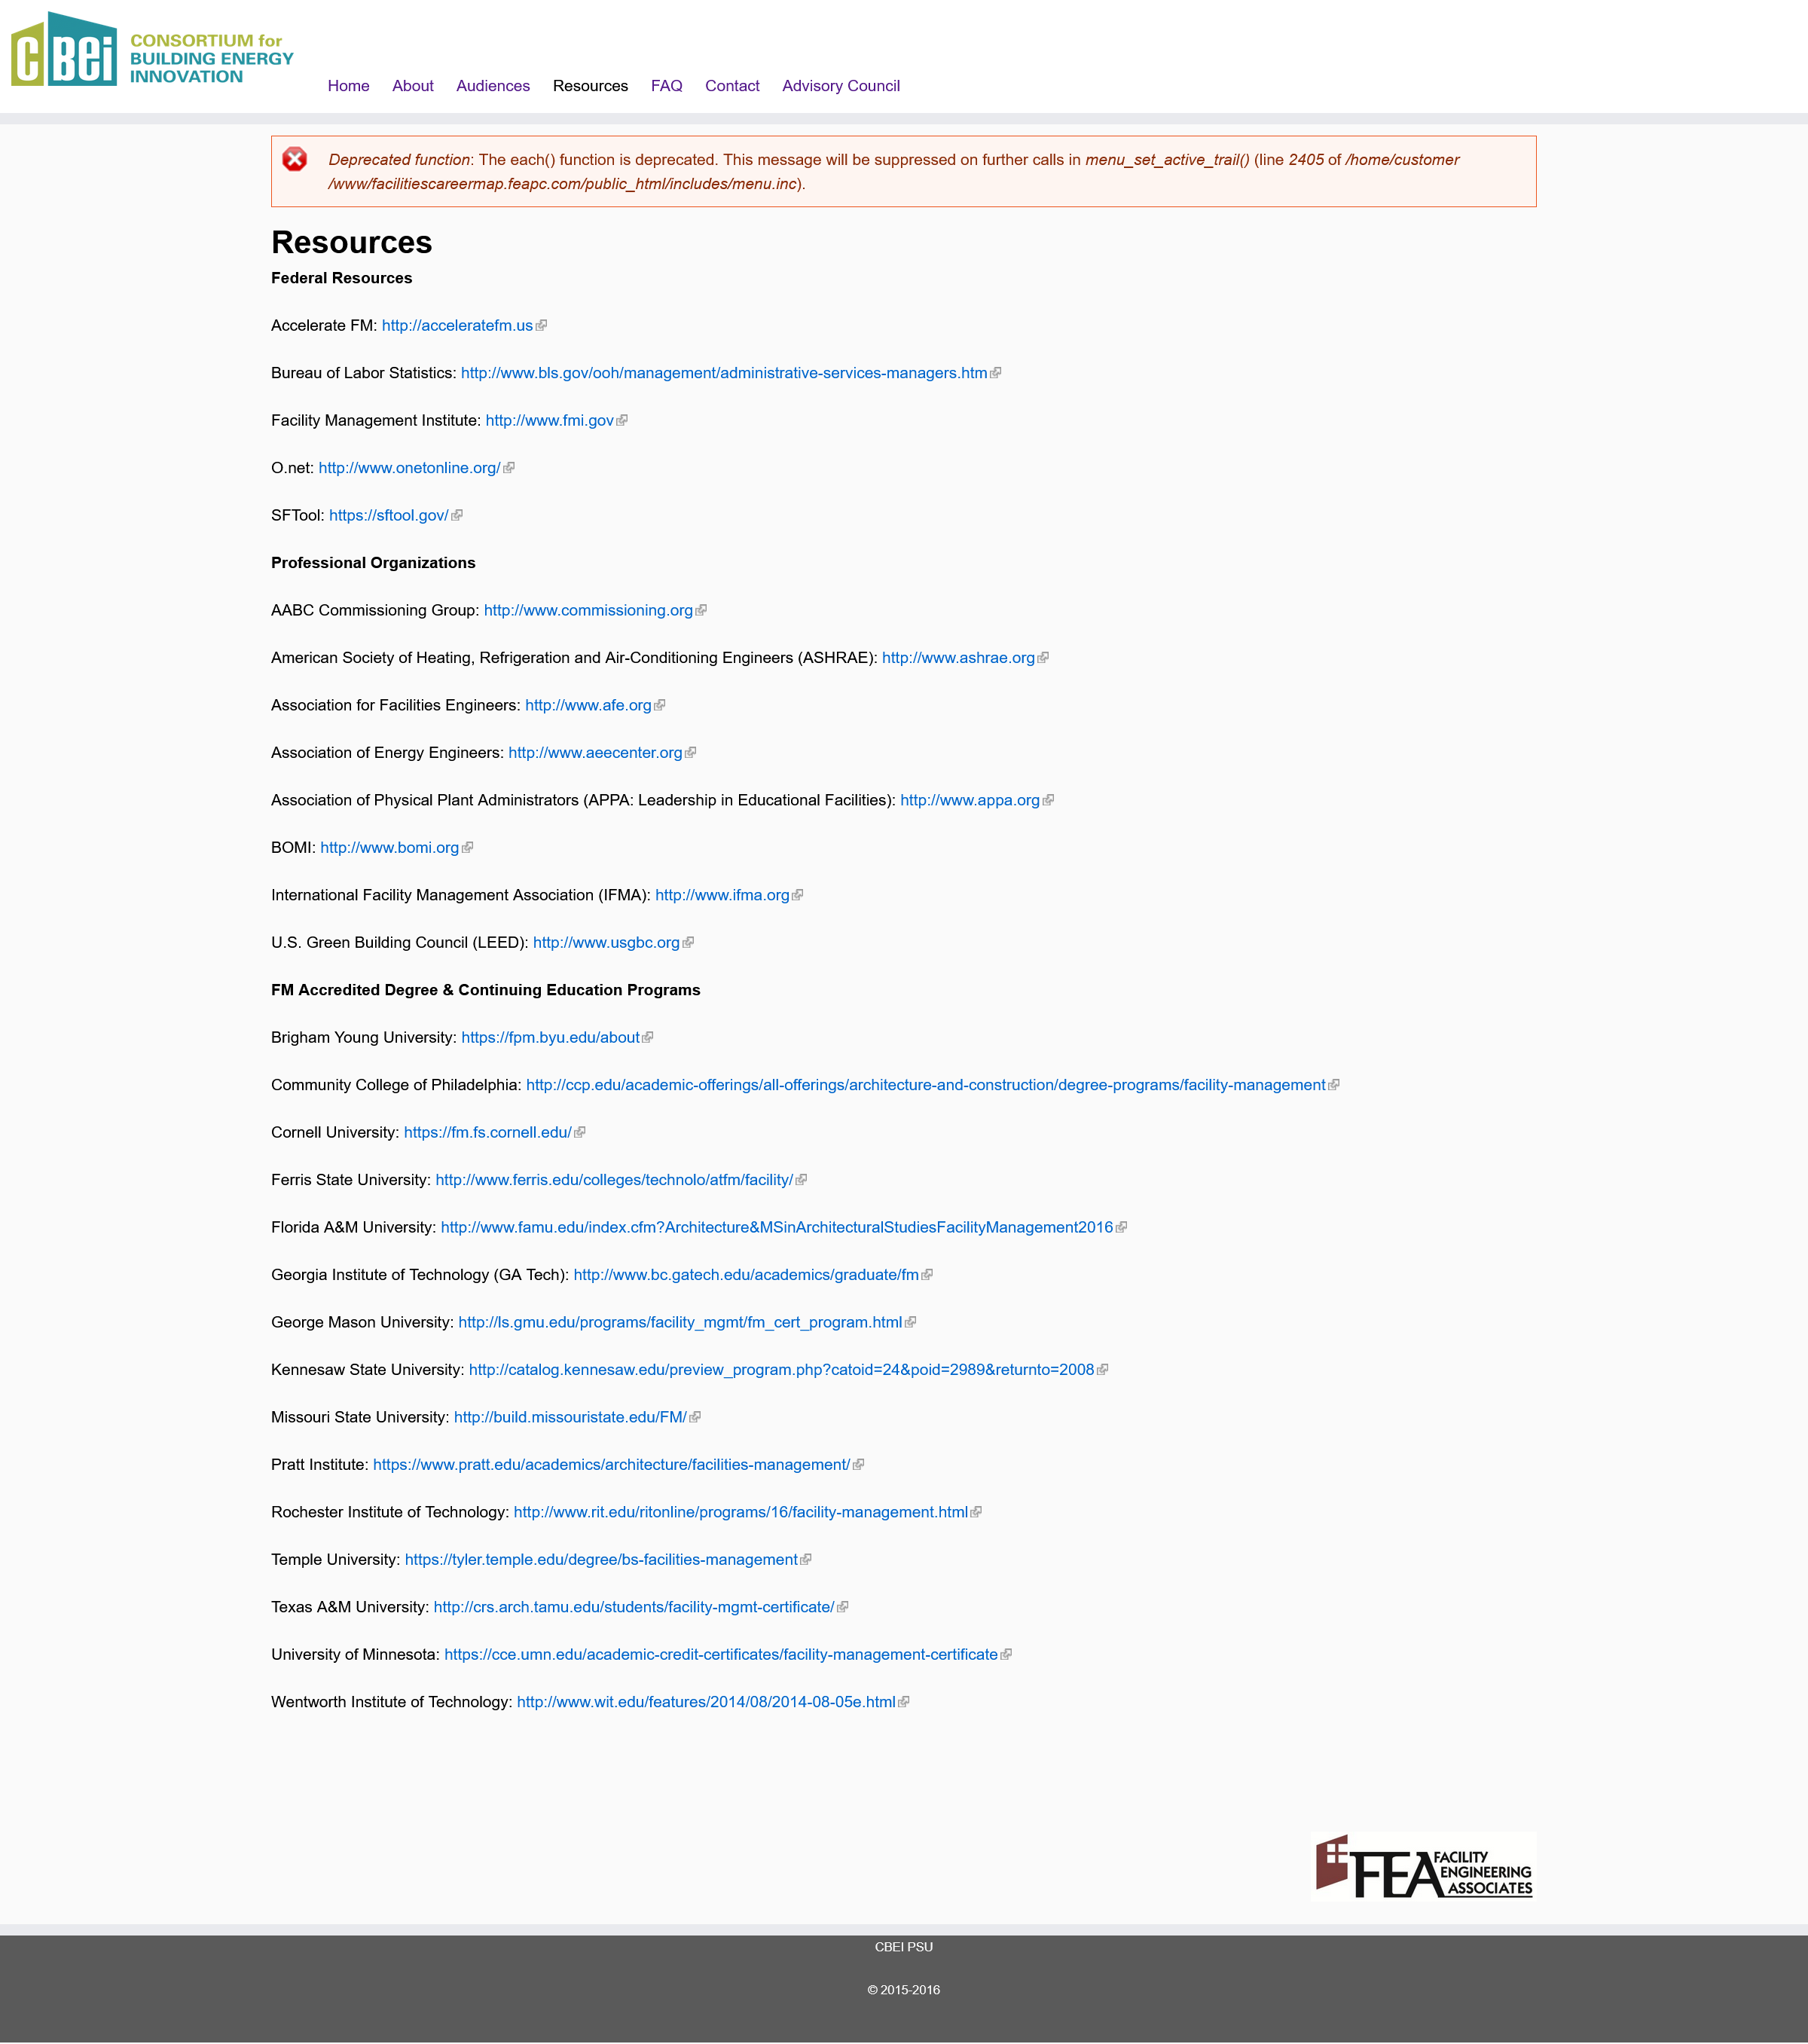 CBEi
CONSORTIUM for
BUILDING ENERGY
INNOVATION
Home About Audiences Resources FAQ Contact Advisory Council
Deprecated function: The each() function is deprecated. This message will be suppressed on further calls in menu_set_active_trail() (line 2405 of /home/customer
/www/facilitiescareermap.feapc.com/public_html/includes/menu.inc).
Resources
Federal Resources
Accelerate FM: http://acceleratefm.us
Bureau of Labor Statistics: http://www.bls.gov/ooh/management/administrative-services-managers.htm
Facility Management Institute: http://www.fmi.gov
O.net: http://www.onetonline.org/
SFTool: https://sftool.gov/
Professional Organizations
AABC Commissioning Group: http://www.commissioning.org
American Society of Heating, Refrigeration and Air-Conditioning Engineers (ASHRAE): http://www.ashrae.org
Association for Facilities Engineers: http://www.afe.org
Association of Energy Engineers: http://www.aeecenter.org
Association of Physical Plant Administrators (APPA: Leadership in Educational Facilities): http://www.appa.org
BOMI: http://www.bomi.org
International Facility Management Association (IFMA): http://www.ifma.org
U.S. Green Building Council (LEED): http://www.usgbc.org
FM Accredited Degree & Continuing Education Programs
Brigham Young University: https://fpm.byu.edu/about
Community College of Philadelphia: http://ccp.edu/academic-offerings/all-offerings/architecture-and-construction/degree-programs/facility-management
Cornell University: https://fm.fs.cornell.edu/
Ferris State University: http://www.ferris.edu/colleges/technolo/atfm/facility/
Florida A&M University: http://www.famu.edu/index.cfm?Architecture&MSinArchitecturalStudiesFacilityManagement2016
Georgia Institute of Technology (GA Tech): http://www.bc.gatech.edu/academics/graduate/fm
George Mason University: http://ls.gmu.edu/programs/facility_mgmt/fm_cert_program.html
Kennesaw State University: http://catalog.kennesaw.edu/preview_program.php?catoid=24&poid=2989&returnto=2008
Missouri State University: http://build.missouristate.edu/FM/
Pratt Institute: https://www.pratt.edu/academics/architecture/facilities-management/
Rochester Institute of Technology: http://www.rit.edu/ritonline/programs/16/facility-management.html
Temple University: https://tyler.temple.edu/degree/bs-facilities-management
Texas A&M University: http://crs.arch.tamu.edu/students/facility-mgmt-certificate/
University of Minnesota: https://cce.umn.edu/academic-credit-certificates/facility-management-certificate
Wentworth Institute of Technology: http://www.wit.edu/features/2014/08/2014-08-05e.html
FEA FACILITY
ENGINEERING
ASSOCIATES
CBEI PSU
© 2015-2016